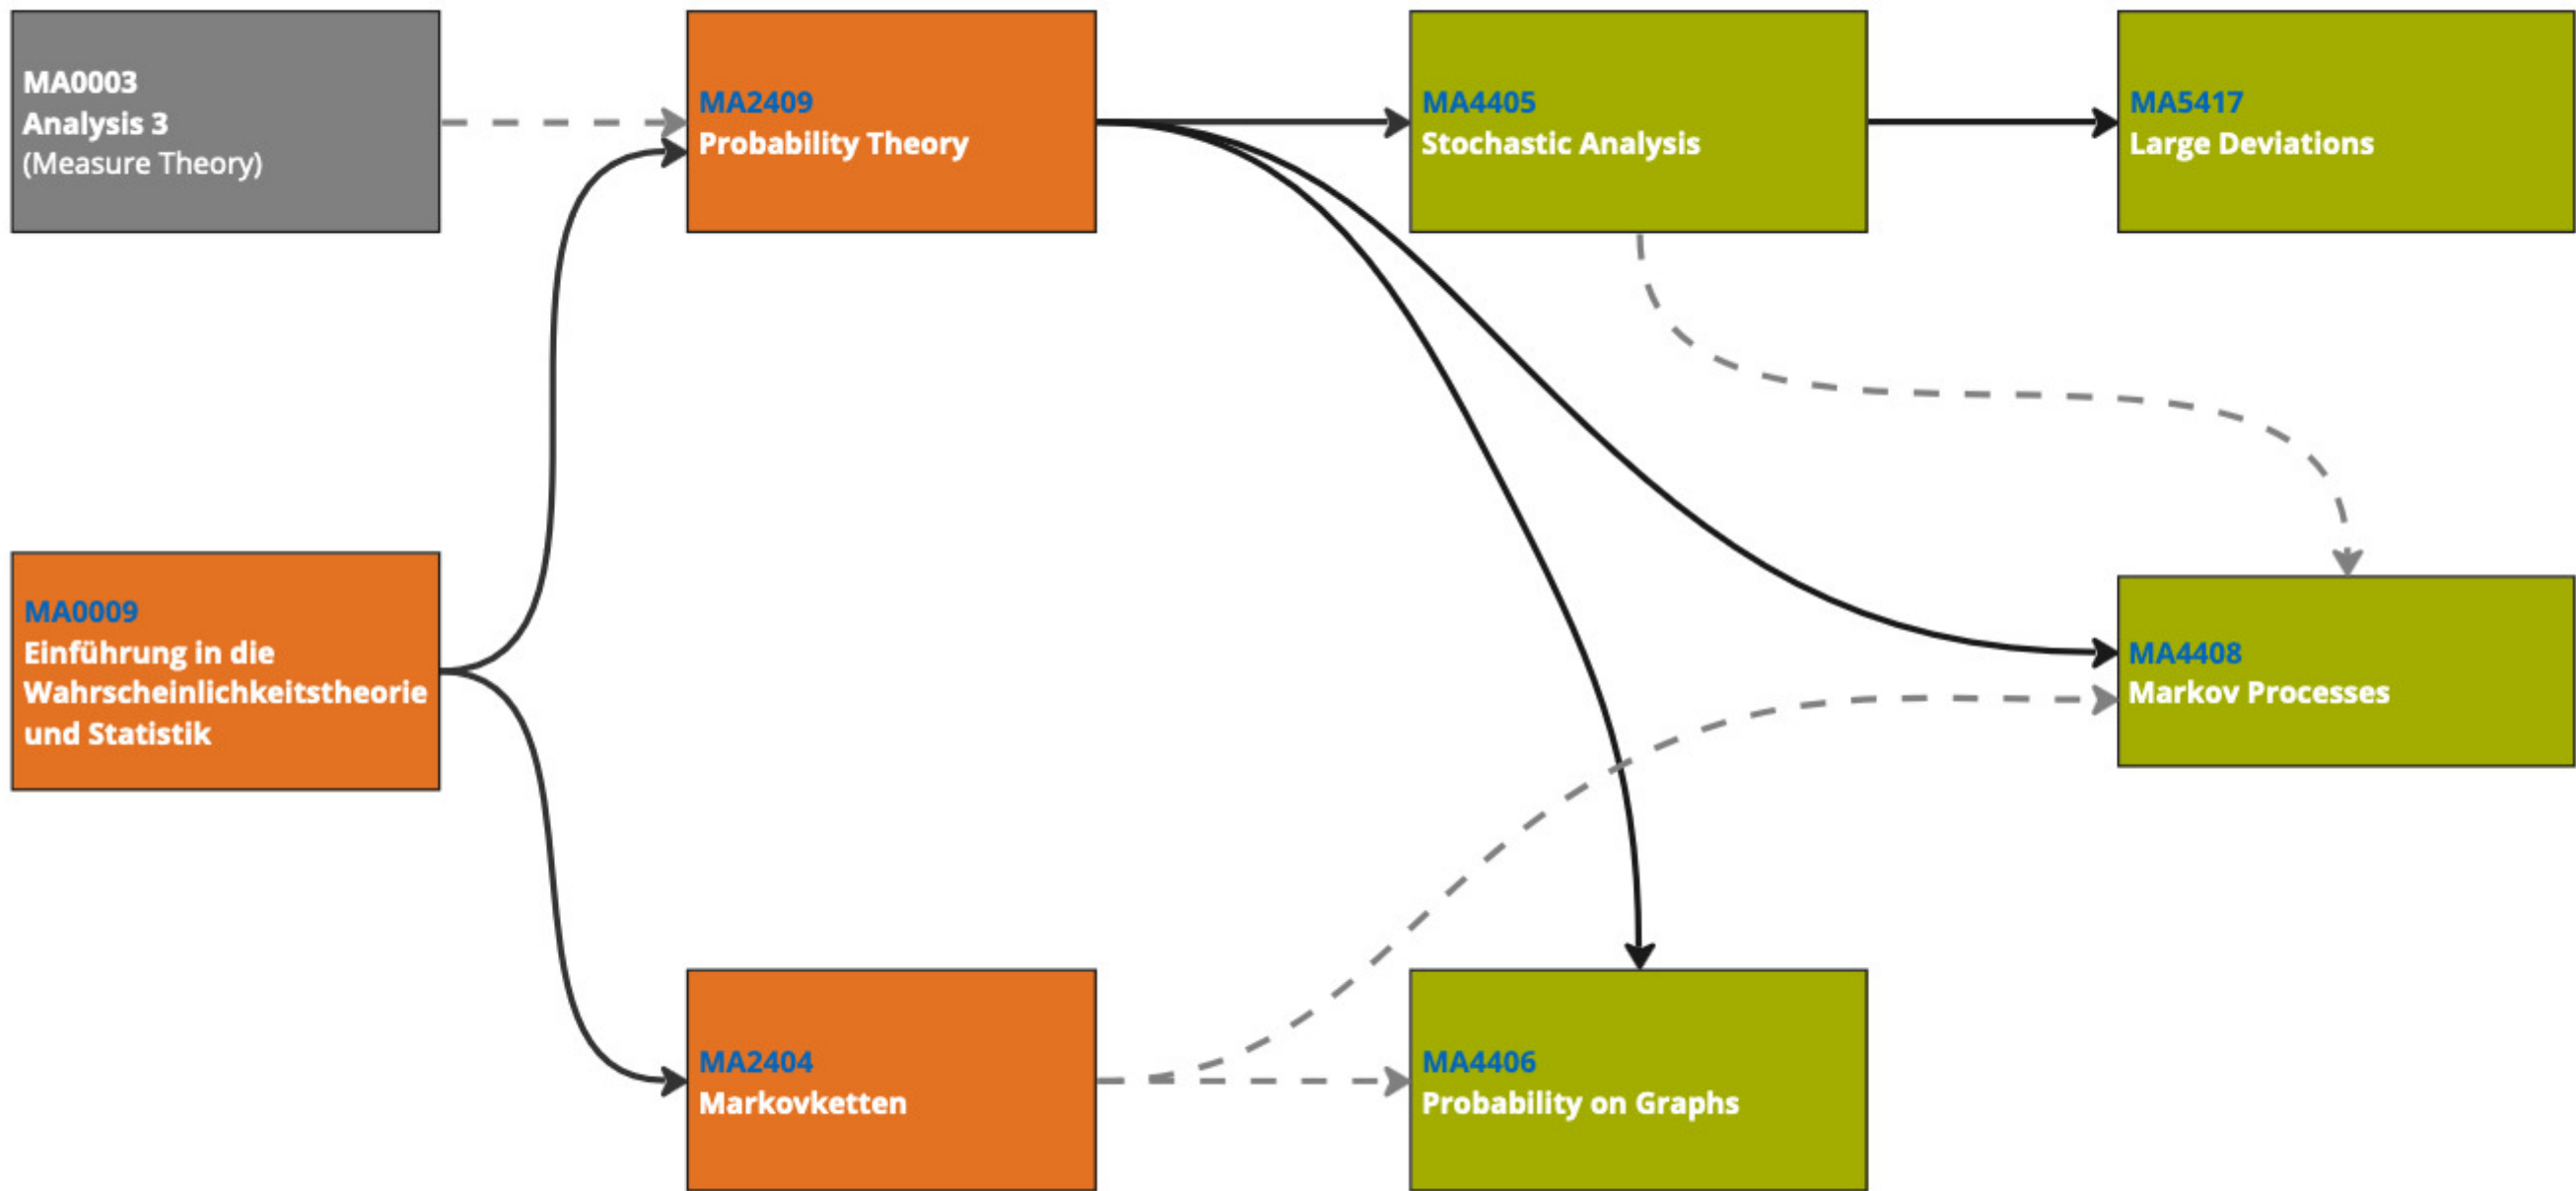 MA0003
Analysis 3
(Measure Theory)
MA2409
Probability Theory
MA4405
Stochastic Analysis
MA5417
Large Deviations
MA0009
Einführung in die
Wahrscheinlichkeitstheorie
und Statistik
MA4408
Markov Processes
MA2404
Markovketten
MA4406
Probability on Graphs